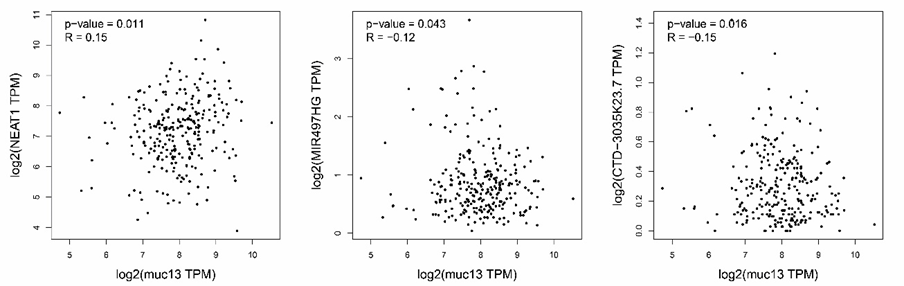 p−value = 0.011
R = 0.15
log2(NEAT1 TPM)
11
10
9
8
7
6
5
4
5 6 7 8 9 10
log2(muc13 TPM)
p−value = 0.043
R = −0.12
log2(MIR497HG TPM)
3
2
1
0
5 6 7 8 9 10
log2(muc13 TPM)
p−value = 0.016
R = −0.15
log2(CTD−3035K23.7 TPM)
1.4
1.2
1.0
0.8
0.6
0.4
0.2
0.0
5 6 7 8 9 10
log2(muc13 TPM)